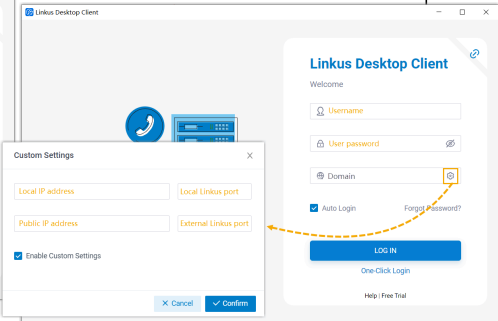 Linkus Desktop Client
Linkus Desktop Client
Welcome
Username
User password
Domain
Auto Login
Forgot Password?
LOG IN
One-Click Login
Help | Free Trial
Custom Settings
Local IP address
Local Linkus port
Public IP address
External Linkus port
Enable Custom Settings
Cancel
Confirm